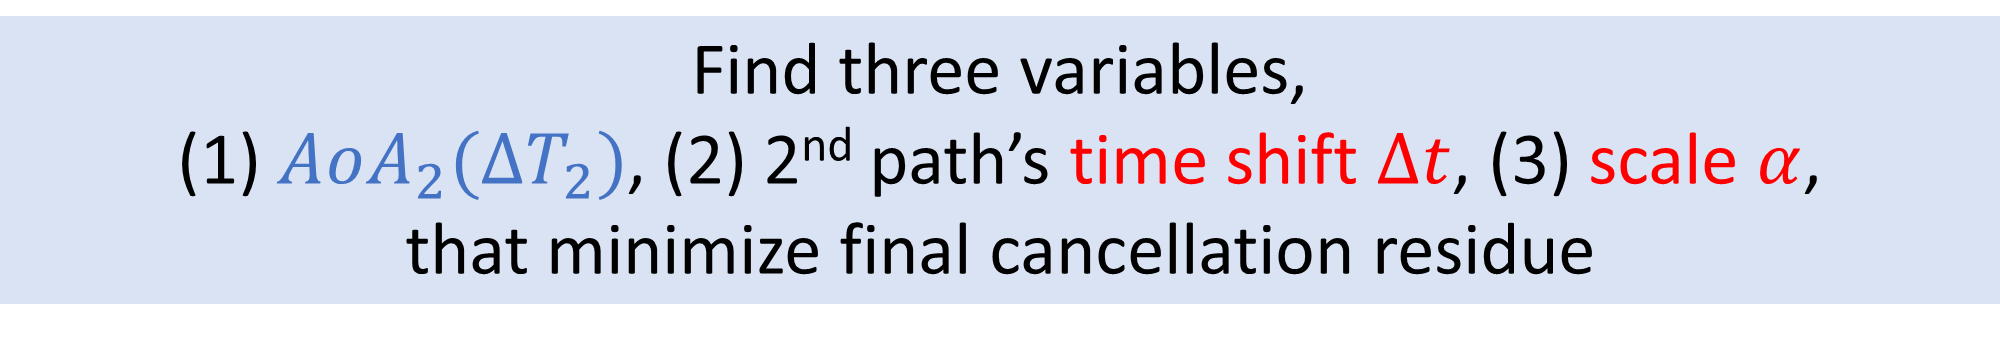 Find three variables,
(1) 𝐴𝑜𝐴₂(Δ𝑇₂), (2) 2ⁿᵈ path’s time shift Δ𝑡, (3) scale 𝛼,
that minimize final cancellation residue